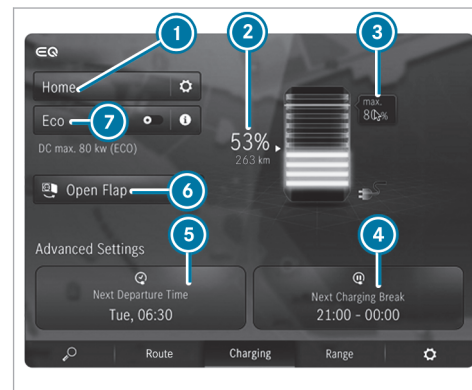 1
2
3
EQ
Home
max.
80 %
Eco
7
53%
263 km
DC max. 80 kw (ECO)
Open Flap
6
5
4
Advanced Settings
Next Departure Time
Tue, 06:30
Next Charging Break
21:00 - 00:00
Route
Charging
Range